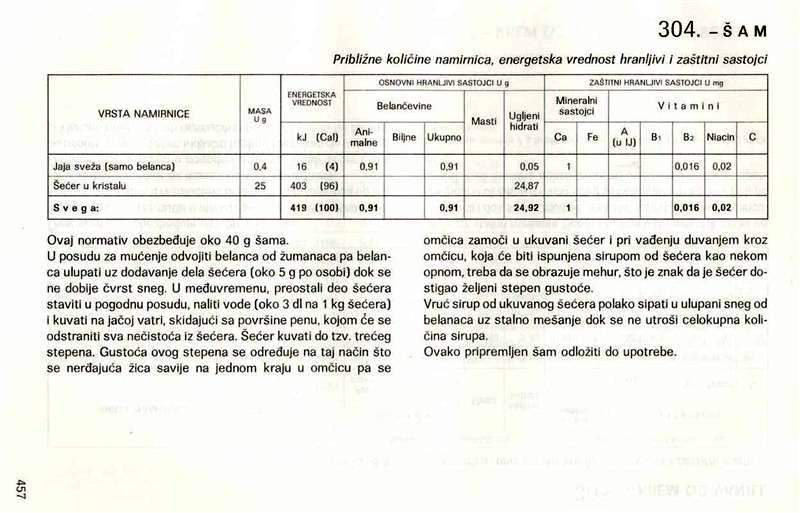 304. – ŠAM
Približne količine namirnica, energetska vrednost hranljivi i zaštitni sastojci
VRSTA NAMIRNICE
MASA
U g
ENERGETSKA
VREDNOST
kJ (Cal)
OSNOVNI HRANLJIVI SASTOJCI U g
Belančevine
Ani-
malne
Biljne
Ukupno
Masti
Ugljeni
hidrati
ZAŠTITNI HRANLJIVI SASTOJCI U mg
Mineralni
sastojci
Ca
Fe
Vitamini
A
(u IJ)
B1
B2
Niacin
C
Jaja sveža (samo belanca) 0,4 16 (4) 0,91 0,91 0,05 1 0,016 0,02
Šećer u kristalu 25 403 (96) 24,87
Svega: 419 (100) 0,91 0,91 24,92 1 0,016 0,02
Ovaj normativ obezbeđuje oko 40 g šama.
U posudu za mućenje odvojiti belanca od žumanaca pa belan-
ca ulupati uz dodavanje dela šećera (oko 5 g po osobi) dok se
ne dobije čvrst sneg. U međuvremenu, preostali deo šećera
staviti u pogodnu posudu, naliti vode (oko 3 dl na 1 kg šećera)
i kuvati na jačoj vatri, skidajući sa površine penu, kojom će se
odstraniti sva nečistoća iz šećera. Šećer kuvati do tzv. trećeg
stepena. Gustoća ovog stepena se određuje na taj način što
se nerđajuća žica savije na jednom kraju u omčicu pa se
omčica zamoči u ukuvani šećer i pri vađenju duvanjem kroz
omčicu, koja će biti ispunjena sirupom od šećera kao nekom
opnom, treba da se obrazuje mehur, što je znak da je šećer do-
stigao željeni stepen gustoće.
Vruć sirup od ukuvanog šećera polako sipati u ulupani sneg od
belanaca uz stalno mešanje dok se ne utroši celokupna koli-
čina sirupa.
Ovako pripremljen šam odložiti do upotrebe.
457